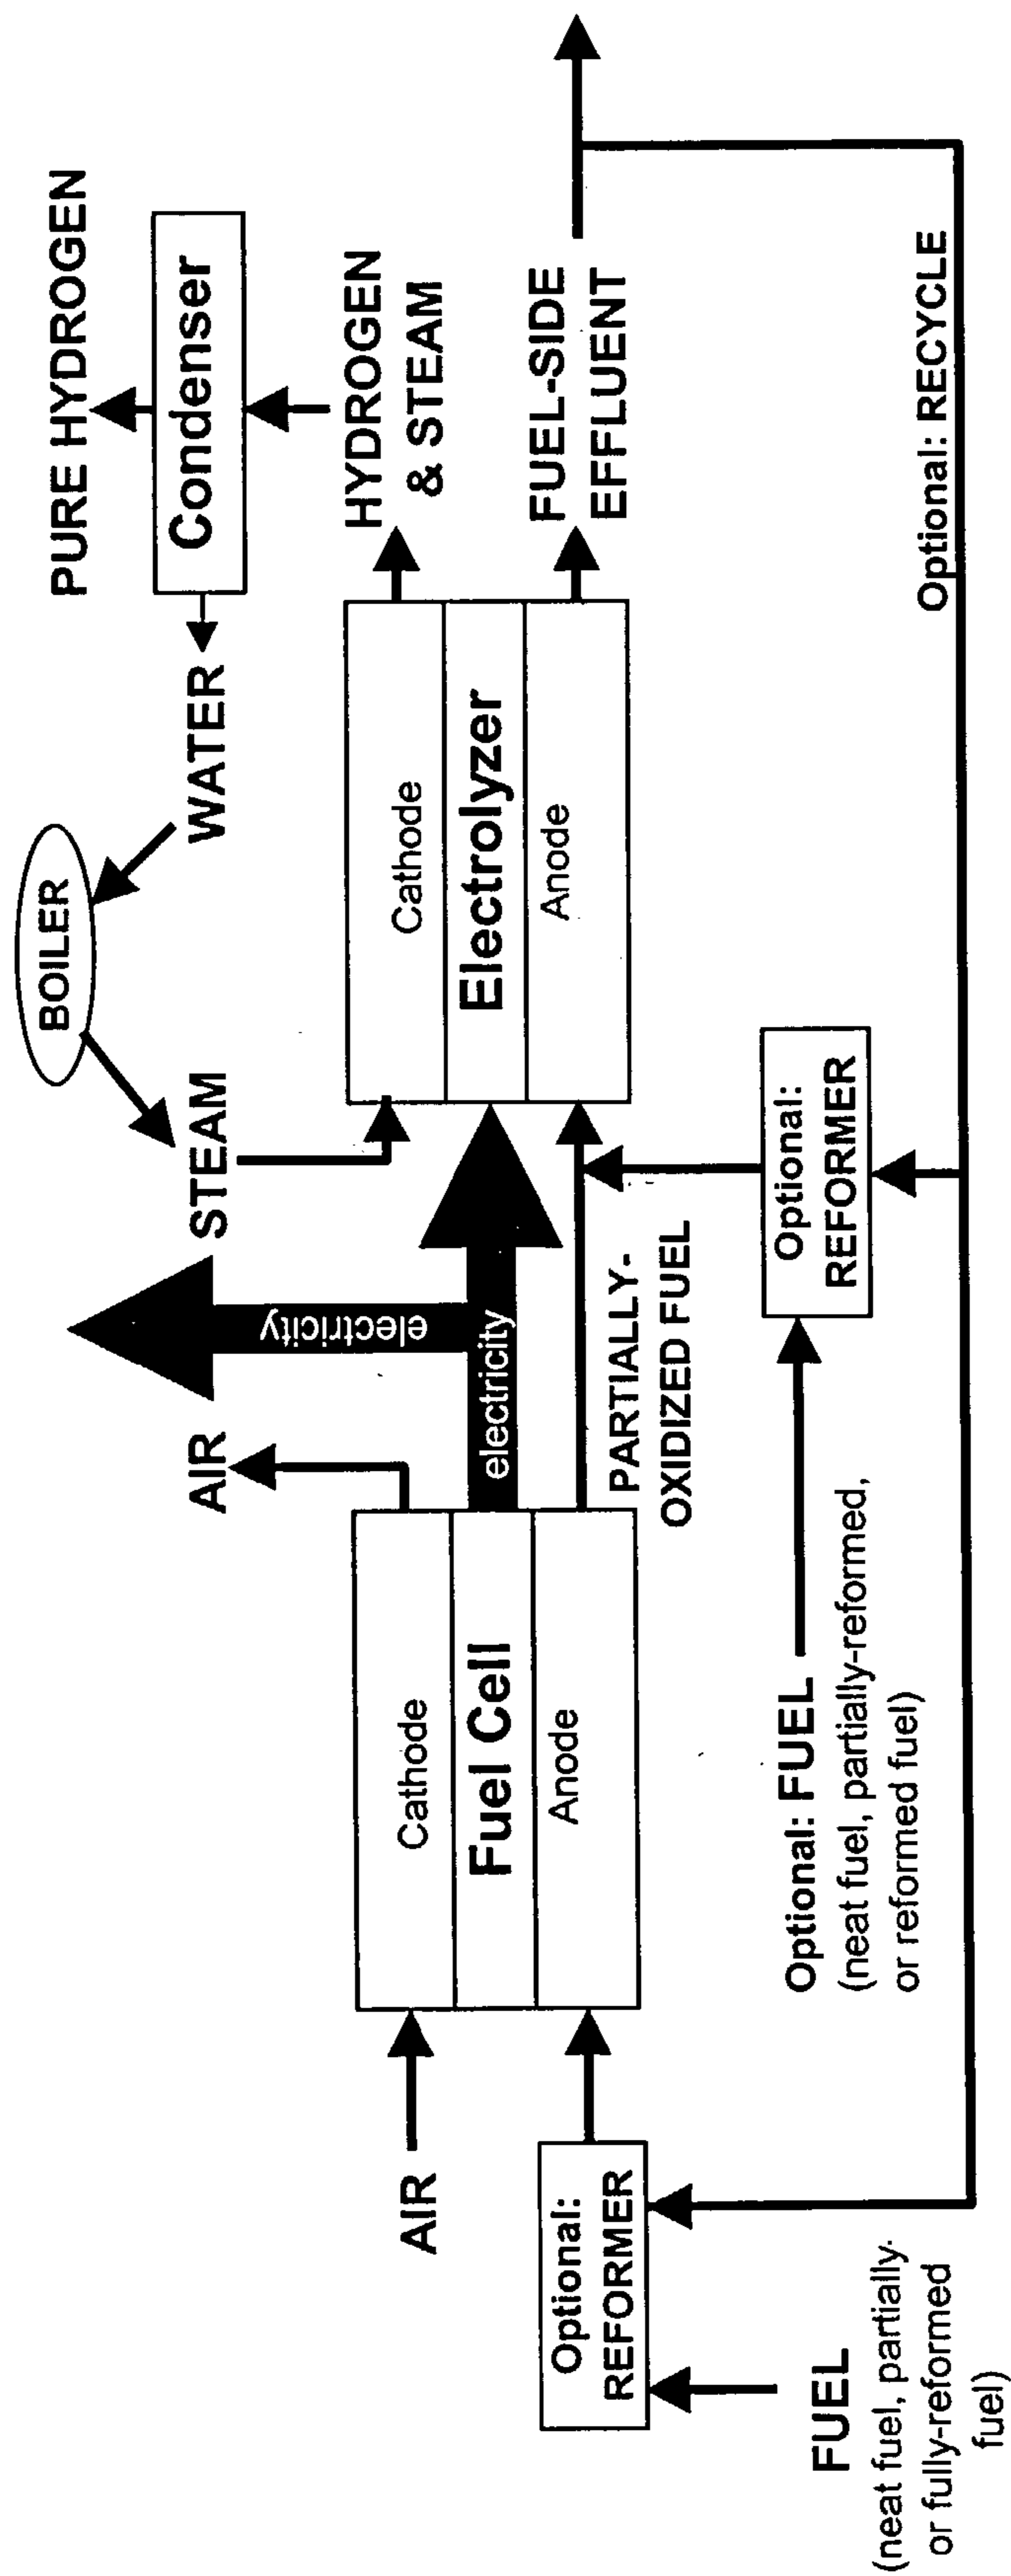 PURE HYDROGEN
Condenser
BOILER
WATER
STEAM
HYDROGEN
& STEAM
AIR
electricity
electricity
Cathode
Electrolyzer
Anode
FUEL-SIDE
EFFLUENT
AIR
Cathode
Fuel Cell
Anode
PARTIALLY-
OXIDIZED FUEL
Optional:
REFORMER
Optional:
REFORMER
Optional: FUEL
(neat fuel, partially-reformed,
or reformed fuel)
Optional: RECYCLE
FUEL
(neat fuel, partially-
or fully-reformed
fuel)